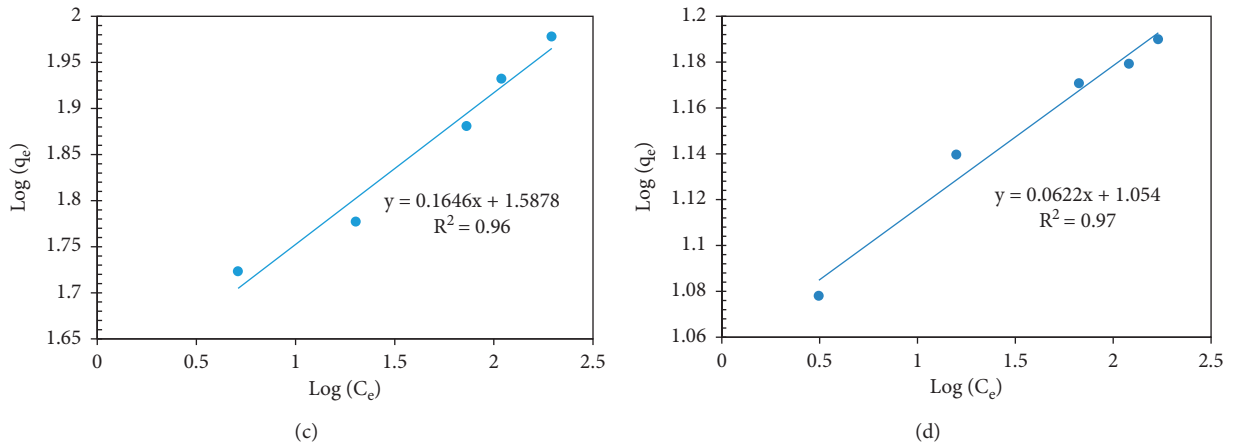 2
1.95
1.9
1.85
1.8
1.75
1.7
1.65
Log (qₑ)
y = 0.1646x + 1.5878
R² = 0.96
0 0.5 1 1.5 2 2.5
Log (Cₑ)
(c)
1.2
1.18
1.16
1.14
1.12
1.1
1.08
1.06
Log (qₑ)
y = 0.0622x + 1.054
R² = 0.97
0 0.5 1 1.5 2 2.5
Log (Cₑ)
(d)